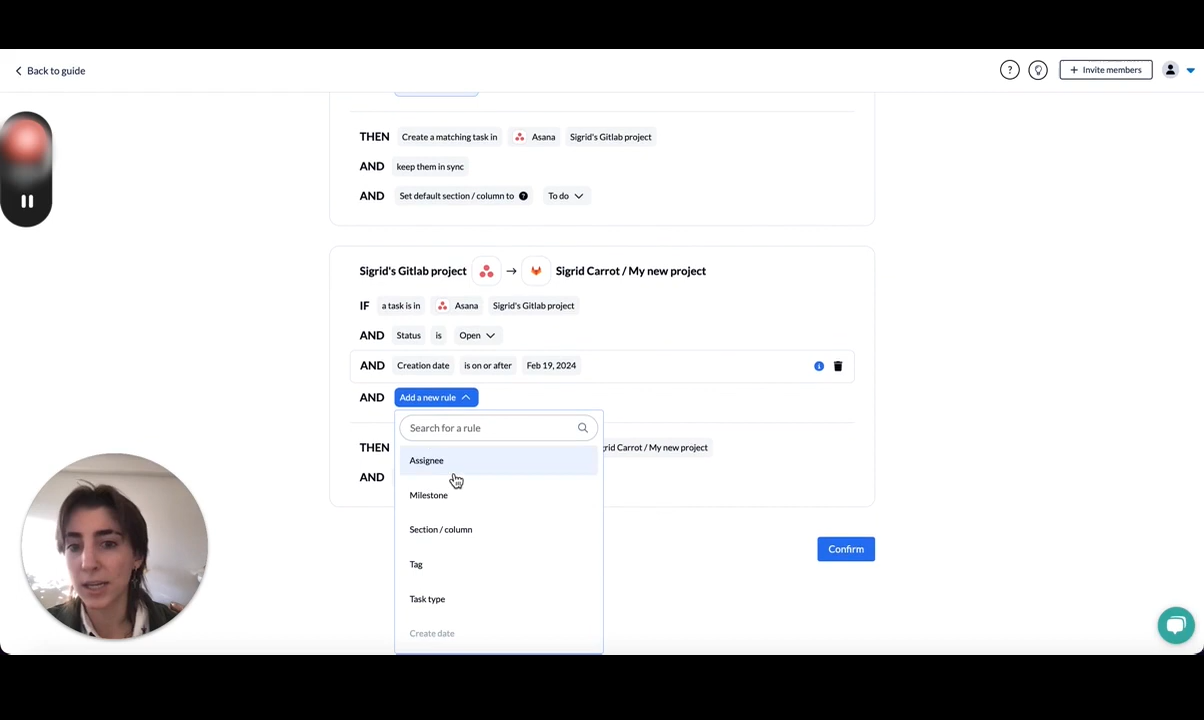 Back to guide
?
+ Invite members
THEN Create a matching task in Asana Sigrid's Gitlab project
AND keep them in sync
AND Set default section / column to ? To do
Sigrid's Gitlab project → Sigrid Carrot / My new project
IF a task is in Asana Sigrid's Gitlab project
AND Status is Open
AND Creation date is on or after Feb 19, 2024
AND Add a new rule
Search for a rule
THEN grid Carrot / My new project
Assignee
AND
Milestone
Section / column
Confirm
Tag
Task type
Create date